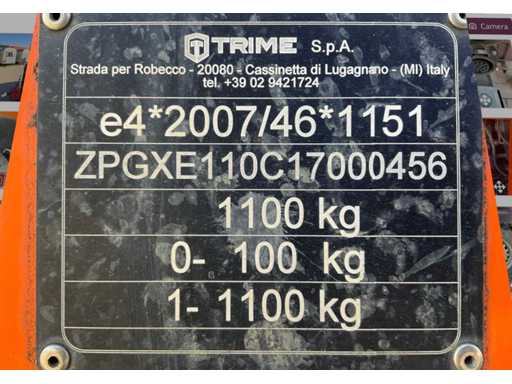 TRIME S.p.A.
Strada per Robecco - 20080 - Cassinetta di Lugagnano - (MI) Italy
tel. +39 02 9421724
e4*2007/46*1151
ZPGXE110C17000456
1100 kg
0- 100 kg
1- 1100 kg
Camera